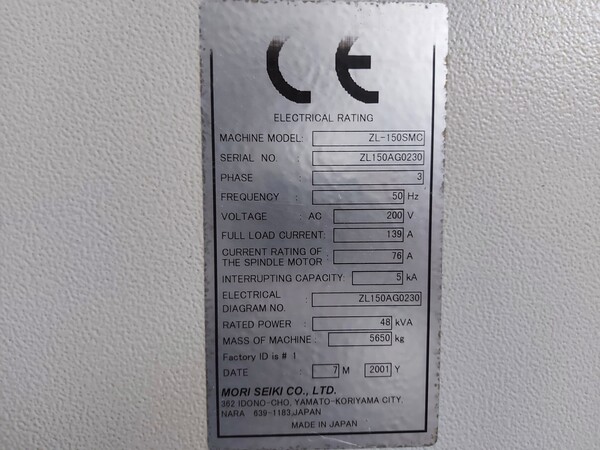 CE
ELECTRICAL RATING
MACHINE MODEL: ZL-150SMC
SERIAL NO. : ZL150AG0230
PHASE : 3
FREQUENCY : 50 Hz
VOLTAGE : AC 200 V
FULL LOAD CURRENT: 139 A
CURRENT RATING OF
THE SPINDLE MOTOR : 76 A
INTERRUPTING CAPACITY: 5 kA
ELECTRICAL
DIAGRAM NO. : ZL150AG0230
RATED POWER : 48 kVA
MASS OF MACHINE : 5650 kg
Factory ID is # 1
DATE : 7 M 2001 Y
MORI SEIKI CO., LTD.
362 IDONO-CHO, YAMATO-KORIYAMA CITY.
NARA 639-1183,JAPAN
MADE IN JAPAN